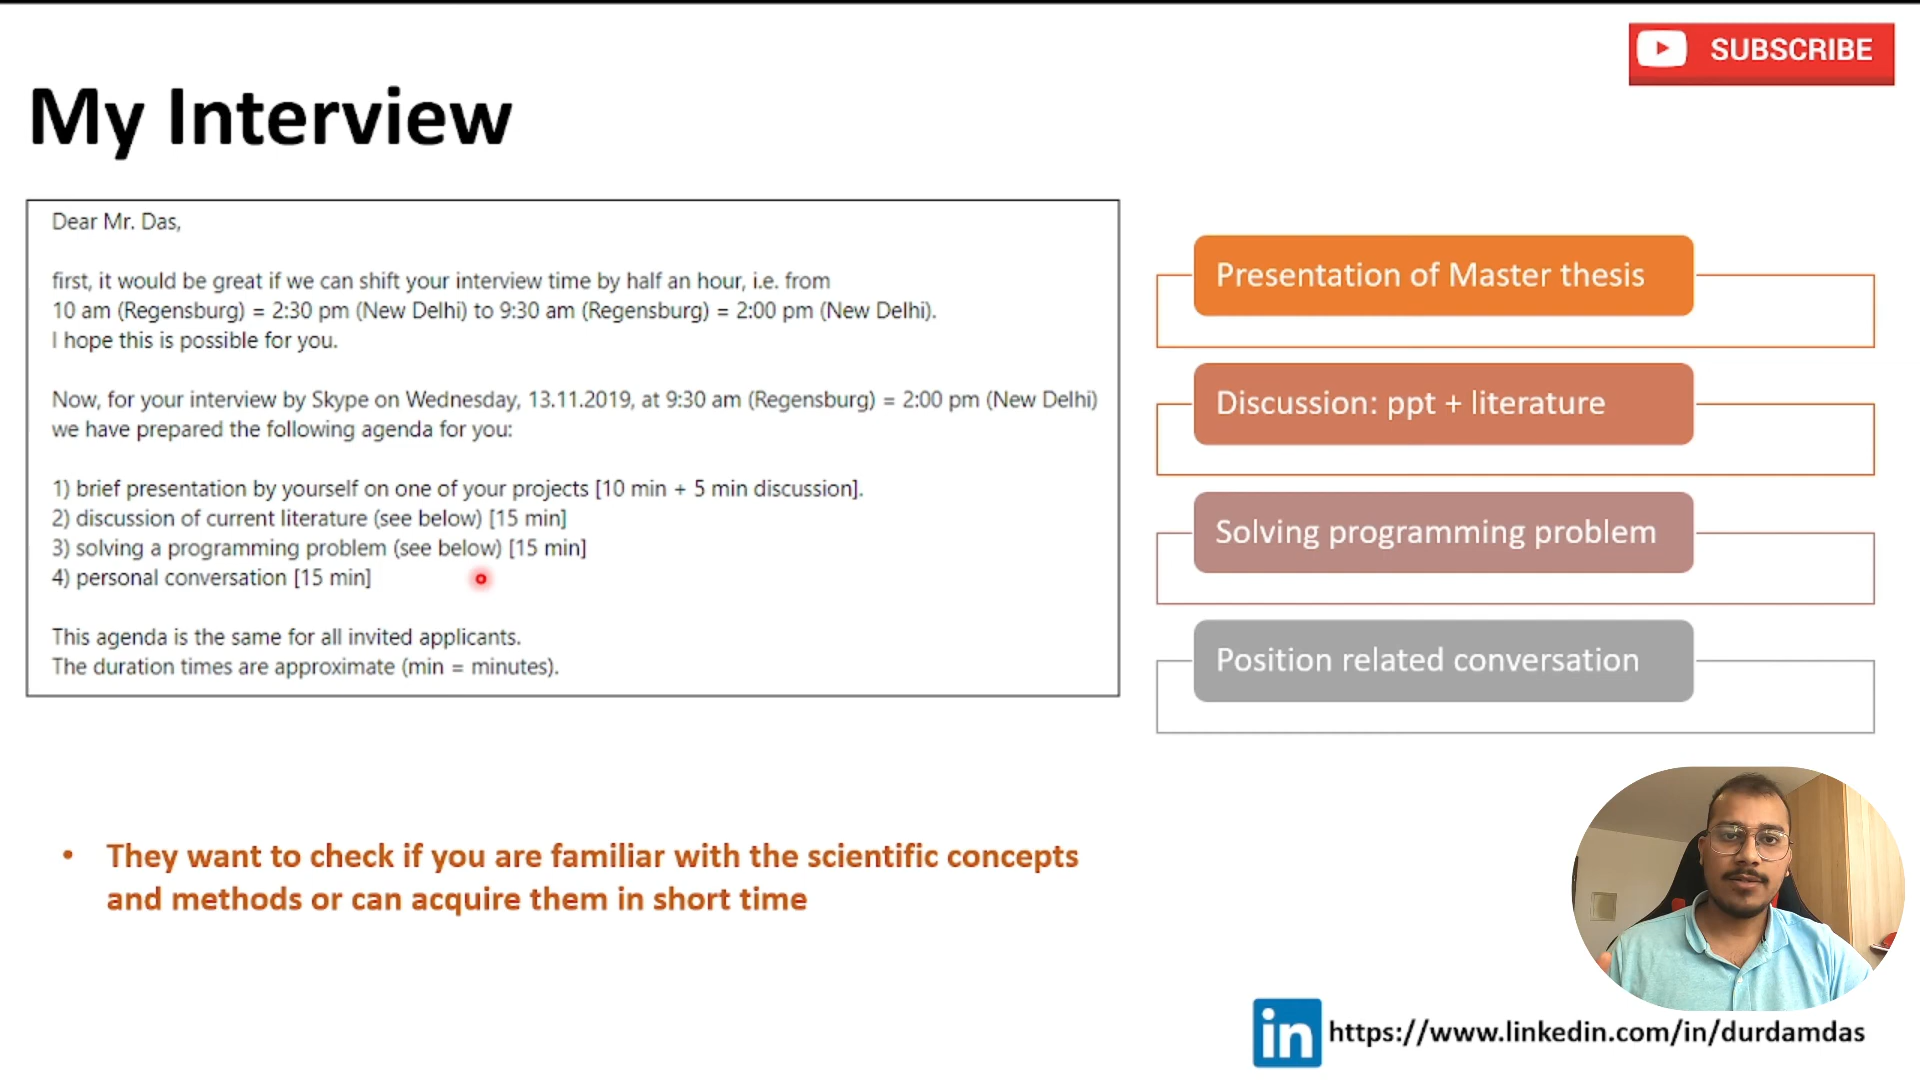 SUBSCRIBE
My Interview
Dear Mr. Das,
first, it would be great if we can shift your interview time by half an hour, i.e. from
10 am (Regensburg) = 2:30 pm (New Delhi) to 9:30 am (Regensburg) = 2:00 pm (New Delhi).
I hope this is possible for you.
Now, for your interview by Skype on Wednesday, 13.11.2019, at 9:30 am (Regensburg) = 2:00 pm (New Delhi)
we have prepared the following agenda for you:
1) brief presentation by yourself on one of your projects [10 min + 5 min discussion].
2) discussion of current literature (see below) [15 min]
3) solving a programming problem (see below) [15 min]
4) personal conversation [15 min]
This agenda is the same for all invited applicants.
The duration times are approximate (min = minutes).
Presentation of Master thesis
Discussion: ppt + literature
Solving programming problem
Position related conversation
• They want to check if you are familiar with the scientific concepts
and methods or can acquire them in short time
in https://www.linkedin.com/in/durdamdas